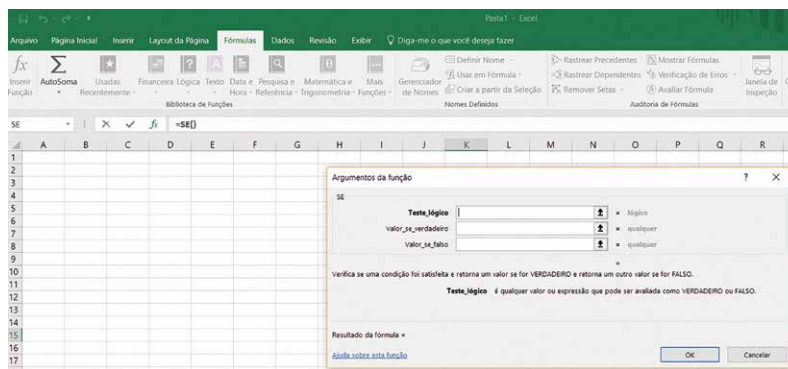 Pasta1 - Excel
Arquivo Página Inicial Inserir Layout da Página Fórmulas Dados Revisão Exibir Diga-me o que você deseja fazer
fx Inserir Função
Σ AutoSoma
Usadas Recentemente
Financeira
? Lógica
A Texto
Data e Hora
Pesquisa e Referência
θ Matemática e Trigonometria
Mais Funções
Biblioteca de Funções
Gerenciador de Nomes
Definir Nome
Usar em Fórmula
Criar a partir da Seleção
Nomes Definidos
Rastrear Precedentes
Rastrear Dependentes
Remover Setas
Mostrar Fórmulas
Verificação de Erros
Avaliar Fórmula
Auditoria de Fórmulas
Janela de Inspeção
SE fx =SE()
A B C D E F G H I J K L M N O P Q R
1
2
3
4
5
6
7
8
9
10
11
12
13
14
15
16
17
Argumentos da função ? ×
SE
Teste_lógico = lógico
Valor_se_verdadeiro = qualquer
Valor_se_falso = qualquer
=
Verifica se uma condição foi satisfeita e retorna um valor se for VERDADEIRO e retorna um outro valor se for FALSO.
Teste_lógico é qualquer valor ou expressão que pode ser avaliada como VERDADEIRO ou FALSO.
Resultado da fórmula =
Ajuda sobre esta função OK Cancelar